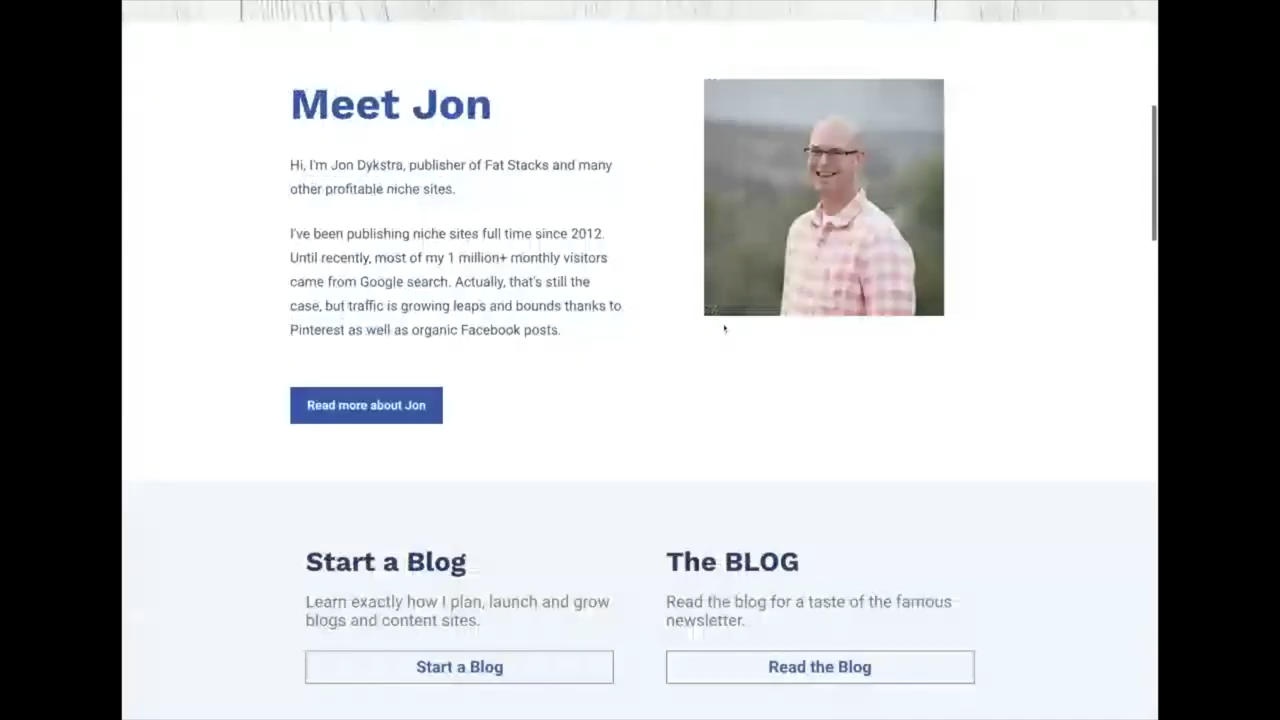 Meet Jon
Hi, I'm Jon Dykstra, publisher of Fat Stacks and many
other profitable niche sites.
I've been publishing niche sites full time since 2012.
Until recently, most of my 1 million+ monthly visitors
came from Google search. Actually, that's still the
case, but traffic is growing leaps and bounds thanks to
Pinterest as well as organic Facebook posts.
Read more about Jon
Start a Blog
Learn exactly how I plan, launch and grow
blogs and content sites.
Start a Blog
The BLOG
Read the blog for a taste of the famous
newsletter.
Read the Blog